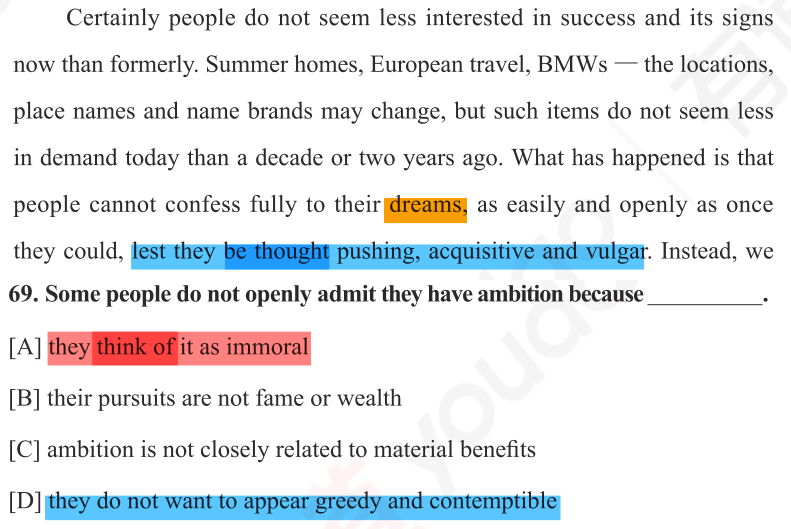 Certainly people do not seem less interested in success and its signs
now than formerly. Summer homes, European travel, BMWs — the locations,
place names and name brands may change, but such items do not seem less
in demand today than a decade or two years ago. What has happened is that
people cannot confess fully to their dreams, as easily and openly as once
they could, lest they be thought pushing, acquisitive and vulgar. Instead, we
69. Some people do not openly admit they have ambition because __________.
[A] they think of it as immoral
[B] their pursuits are not fame or wealth
[C] ambition is not closely related to material benefits
[D] they do not want to appear greedy and contemptible